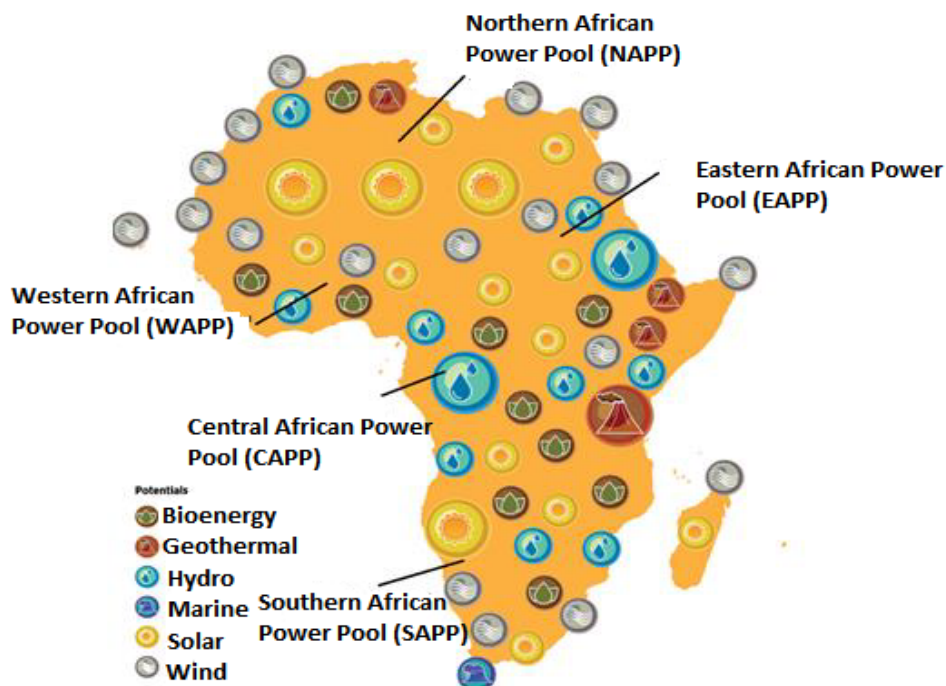 Northern African
Power Pool (NAPP)
Eastern African Power
Pool (EAPP)
Western African
Power Pool (WAPP)
Central African Power
Pool (CAPP)
Potentials
Bioenergy
Geothermal
Hydro
Marine
Solar
Wind
Southern African
Power Pool (SAPP)